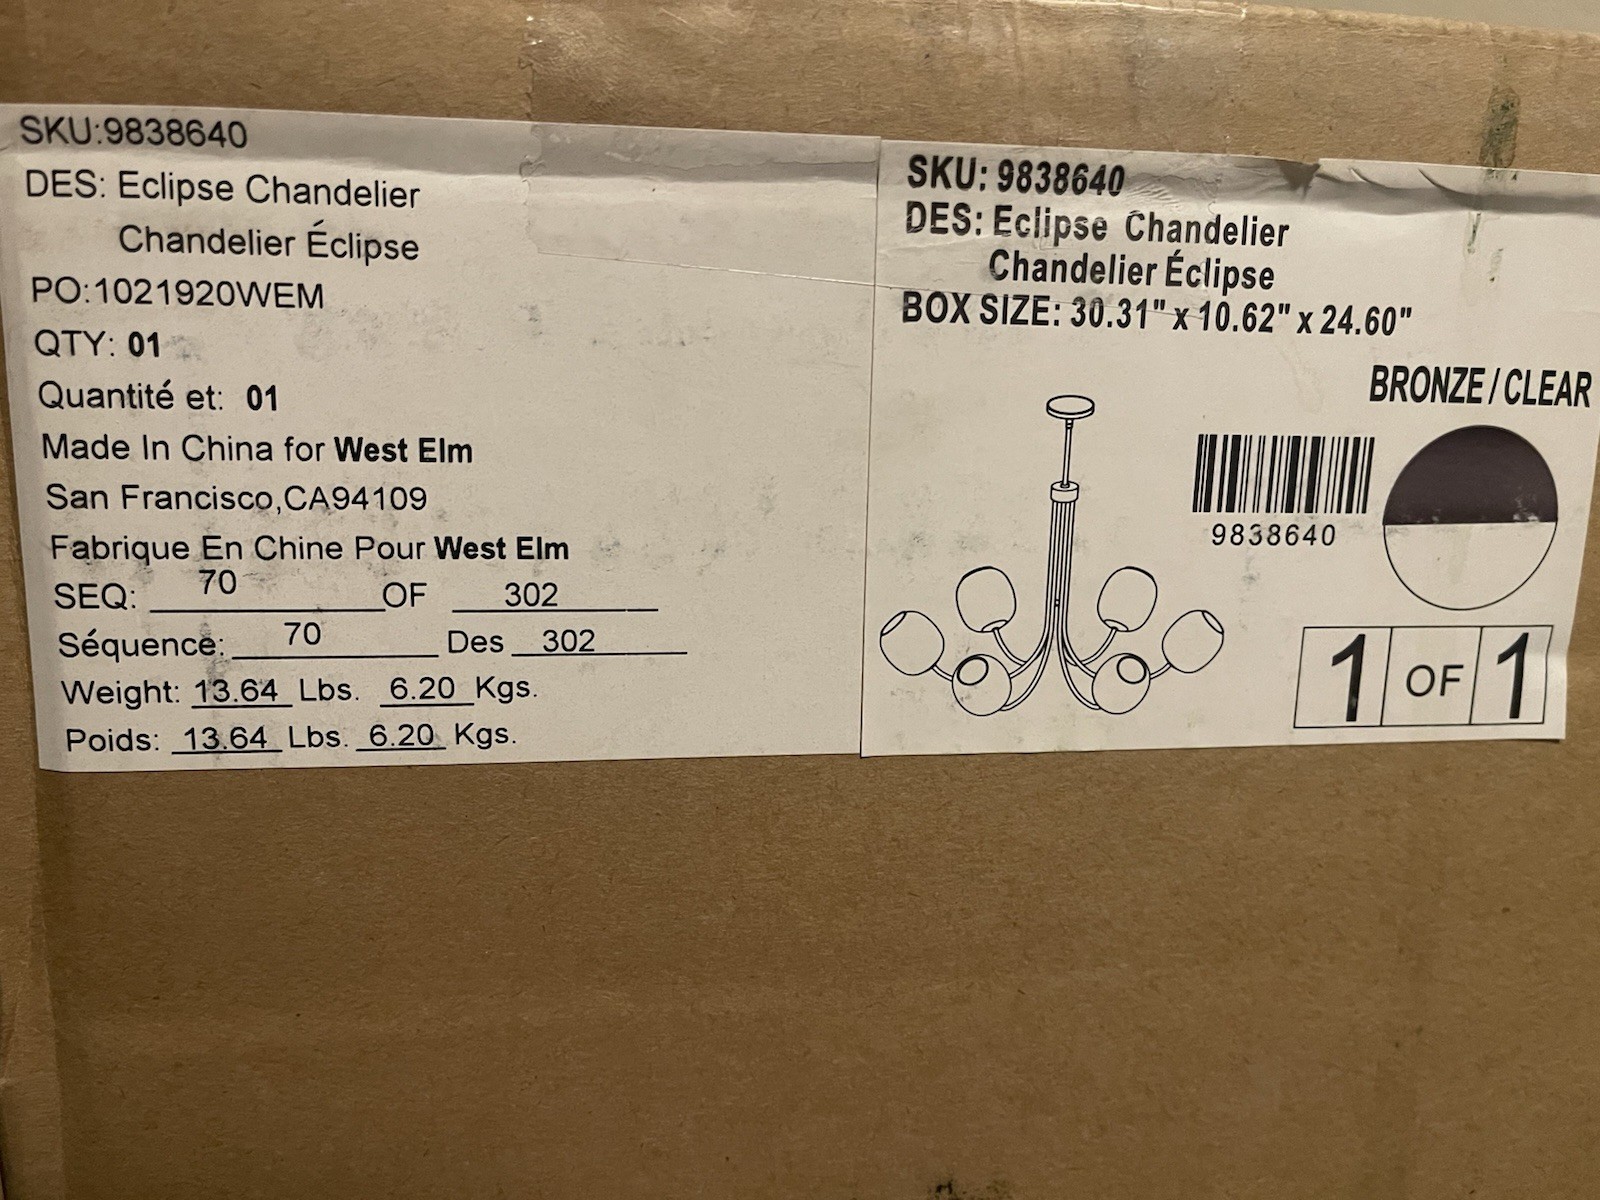 SKU:9838640
DES: Eclipse Chandelier
Chandelier Éclipse
PO:1021920WEM
QTY: 01
Quantité et: 01
Made In China for West Elm
San Francisco,CA94109
Fabrique En Chine Pour West Elm
SEQ: 70 OF 302
Séquence: 70 Des 302
Weight: 13.64 Lbs. 6.20 Kgs.
Poids: 13.64 Lbs. 6.20 Kgs.
SKU: 9838640
DES: Eclipse Chandelier
Chandelier Éclipse
BOX SIZE: 30.31" x 10.62" x 24.60"
BRONZE/CLEAR
9838640
1 OF 1